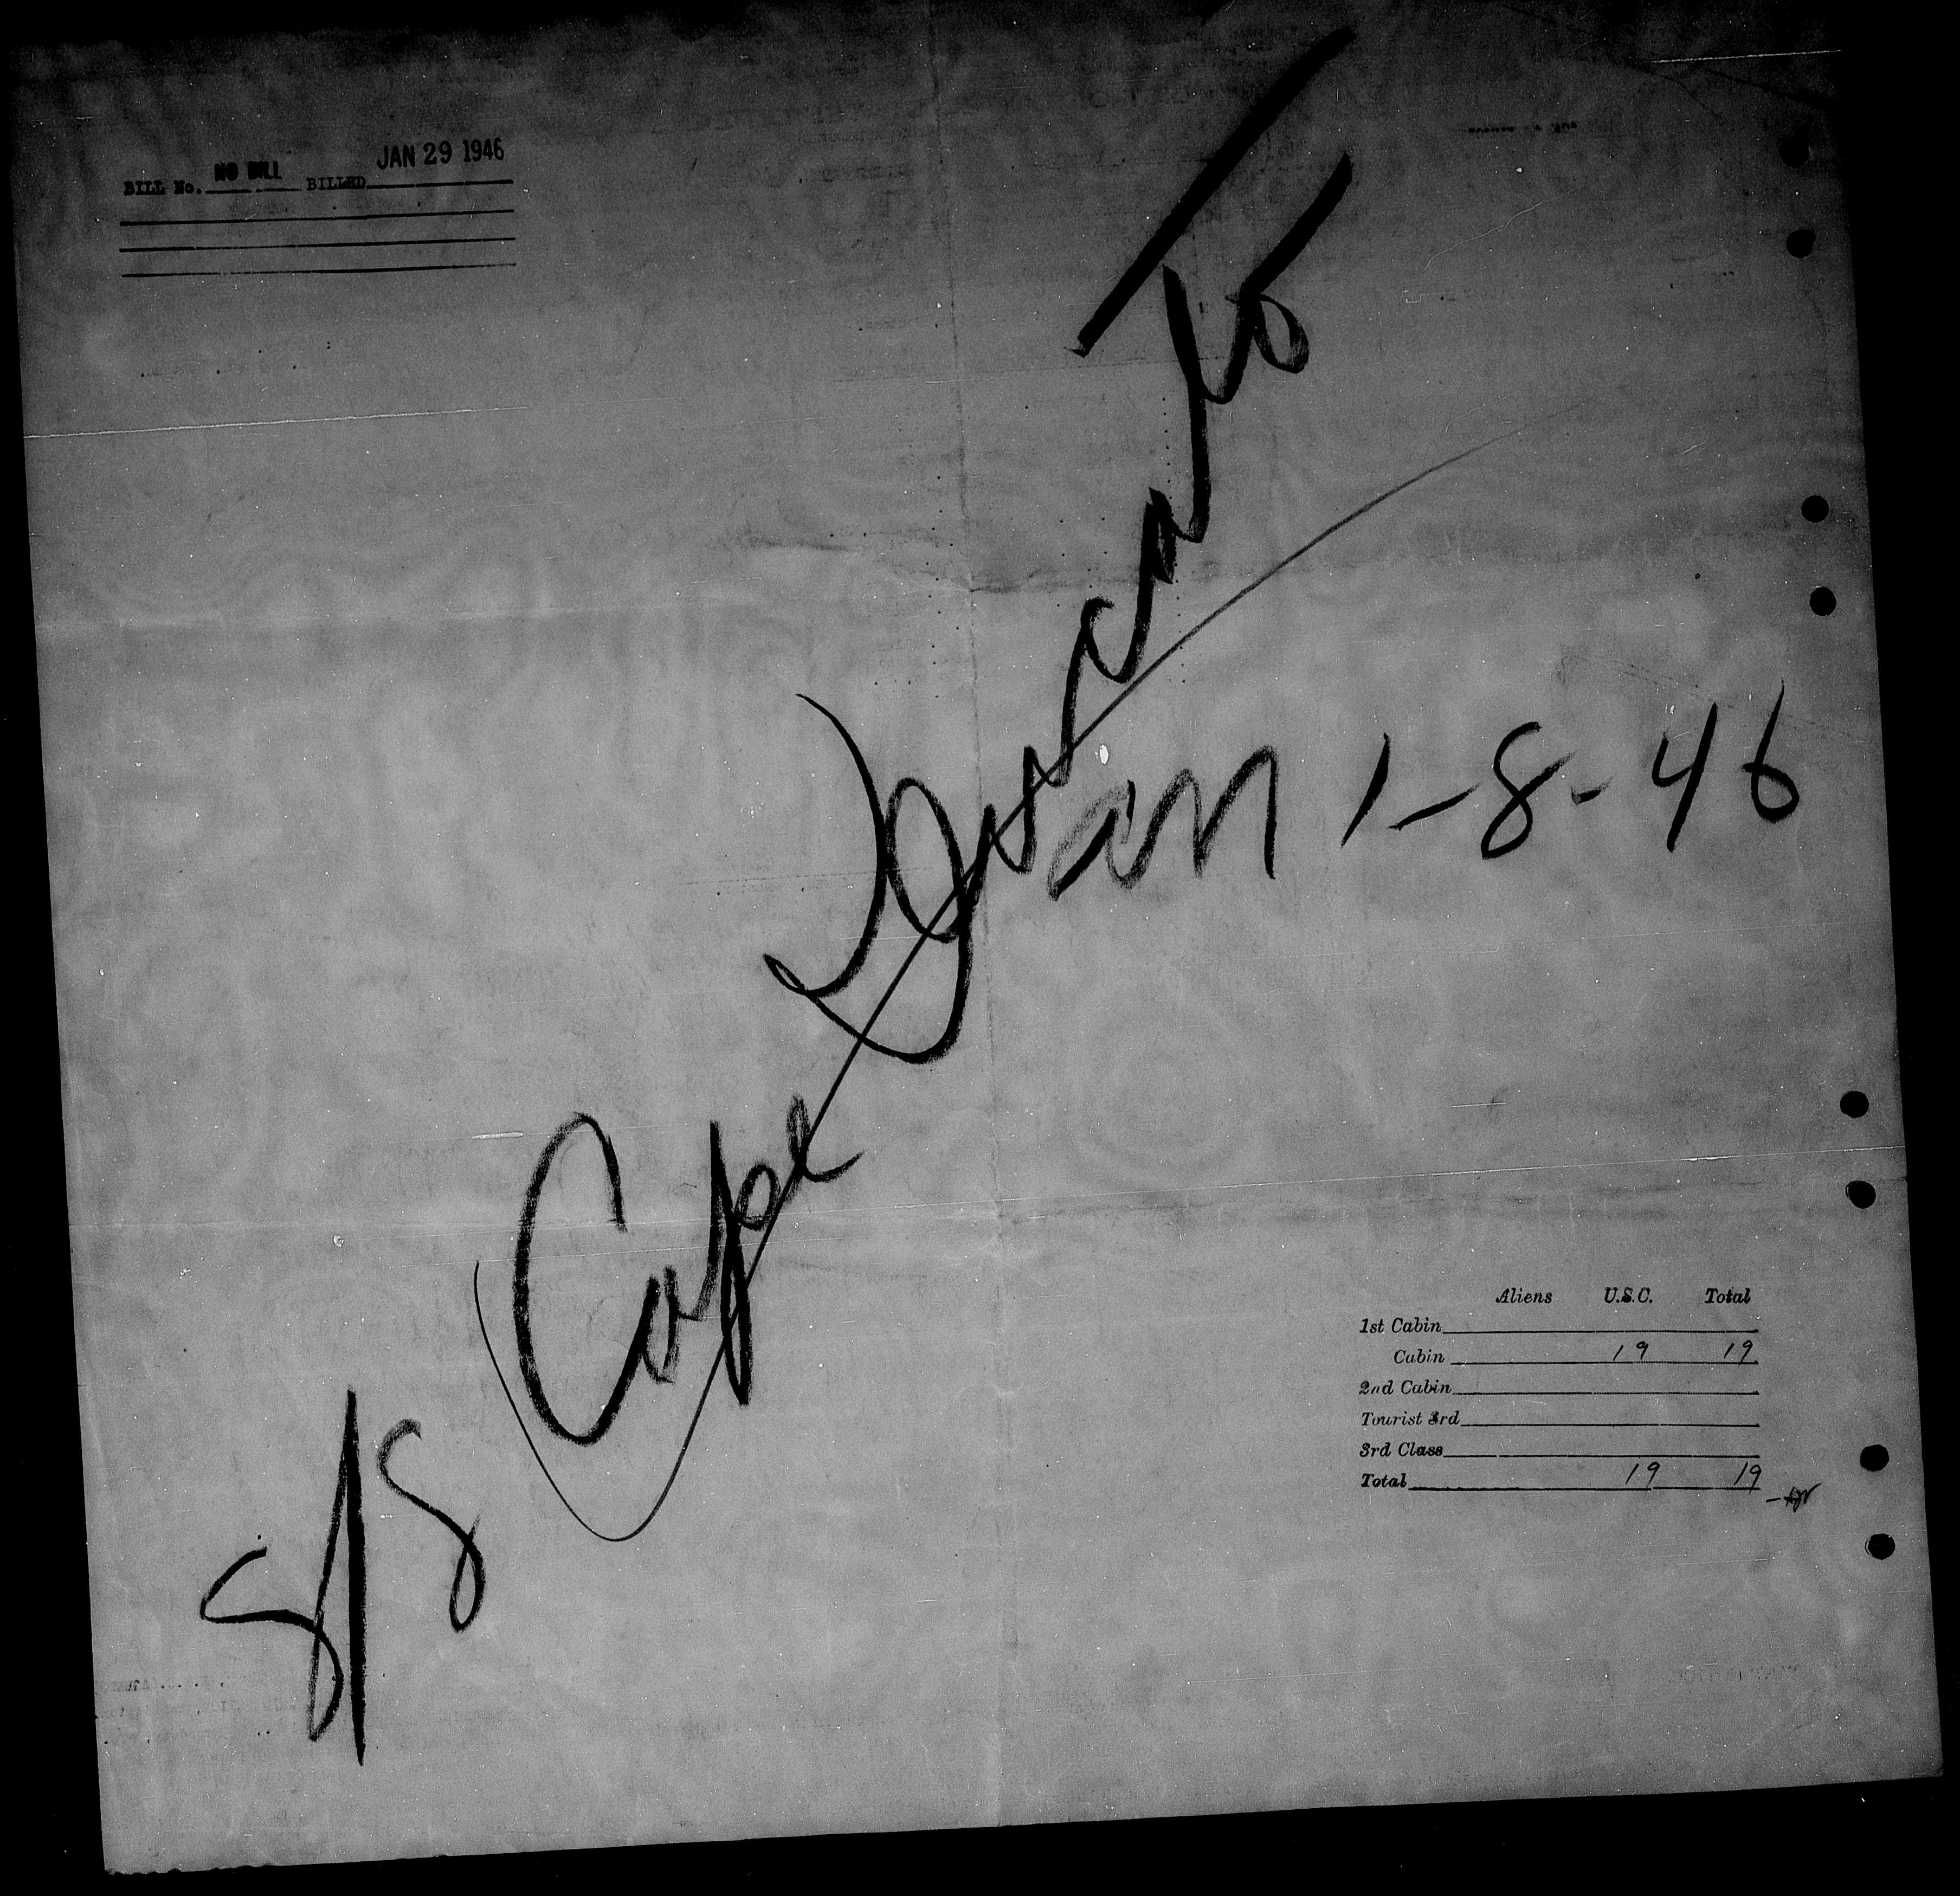 BILL No. NO BILL BILLED JAN 29 1946
S/S Cape
arr 1-8-46
Aliens U.S.C. Total
1st Cabin
Cabin 19 19
2nd Cabin
Tourist 3rd
3rd Class
Total 19 19